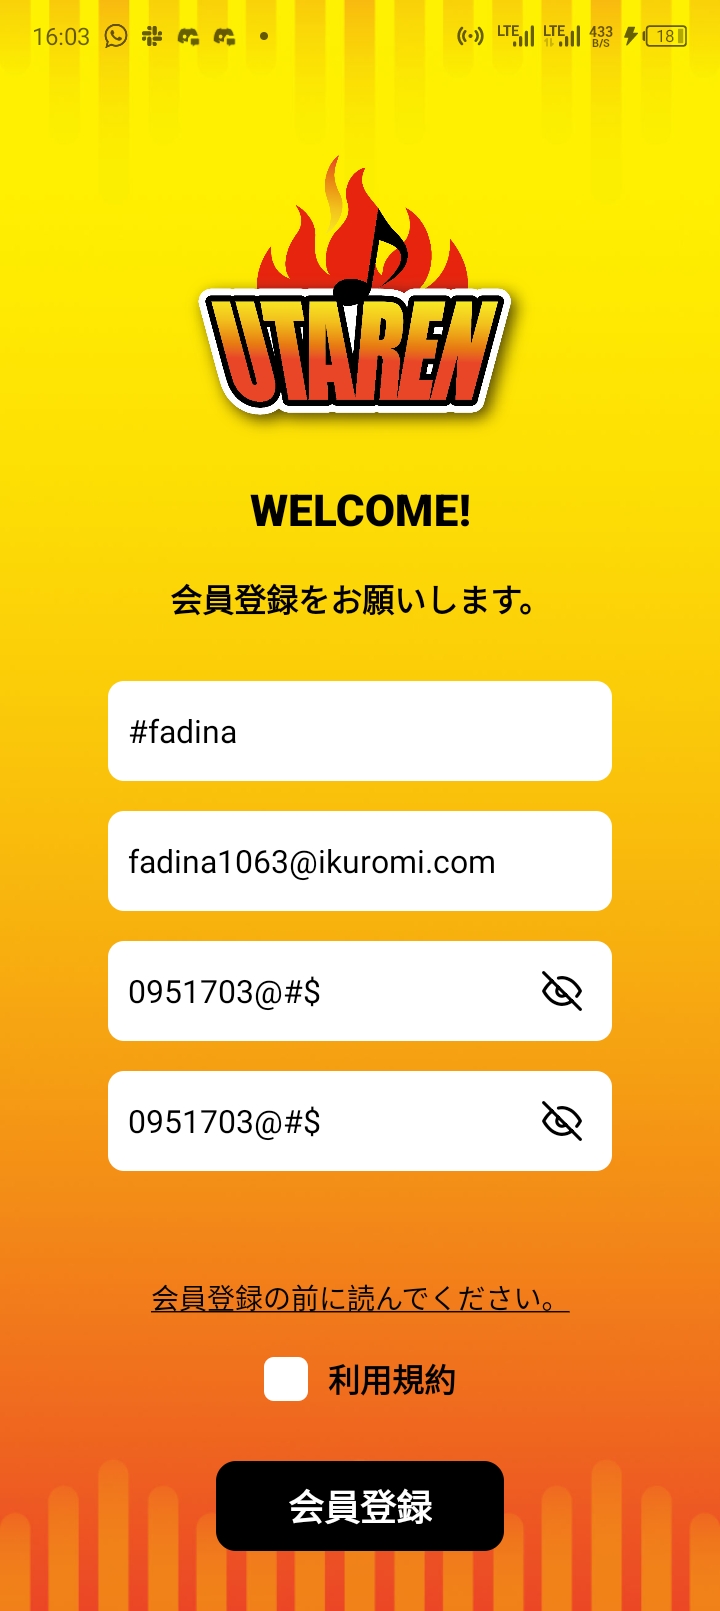 16:03 LTE LTE 433 B/S 18
UTAREN
WELCOME!
会員登録をお願いします。
#fadina
fadina1063@ikuromi.com
0951703@#$
0951703@#$
会員登録の前に読んでください。
利用規約
会員登録